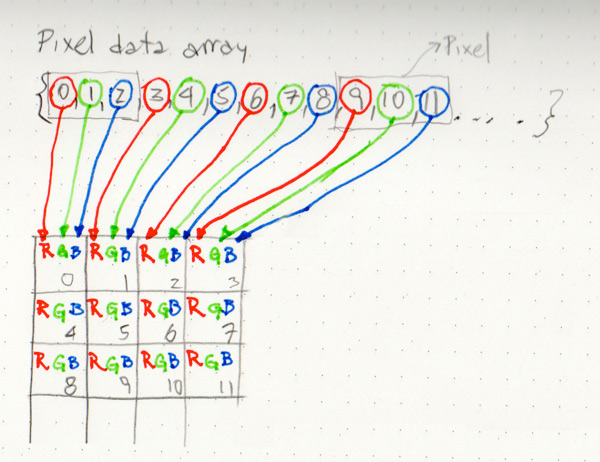 Pixel data array
Pixel
{0,1,2,3,4,5,6,7,8,9,10,11.....}
RGB RGB RGB RGB
0 1 2 3
RGB RGB RGB RGB
4 5 6 7
RGB RGB RGB RGB
8 9 10 11